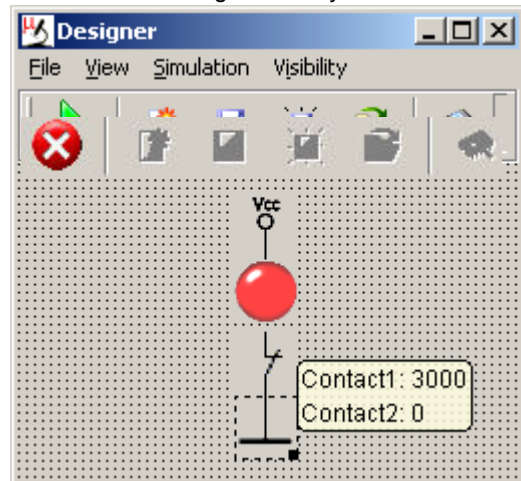 Designer
File View Simulation Visibility
Vcc
Contact1: 3000
Contact2: 0